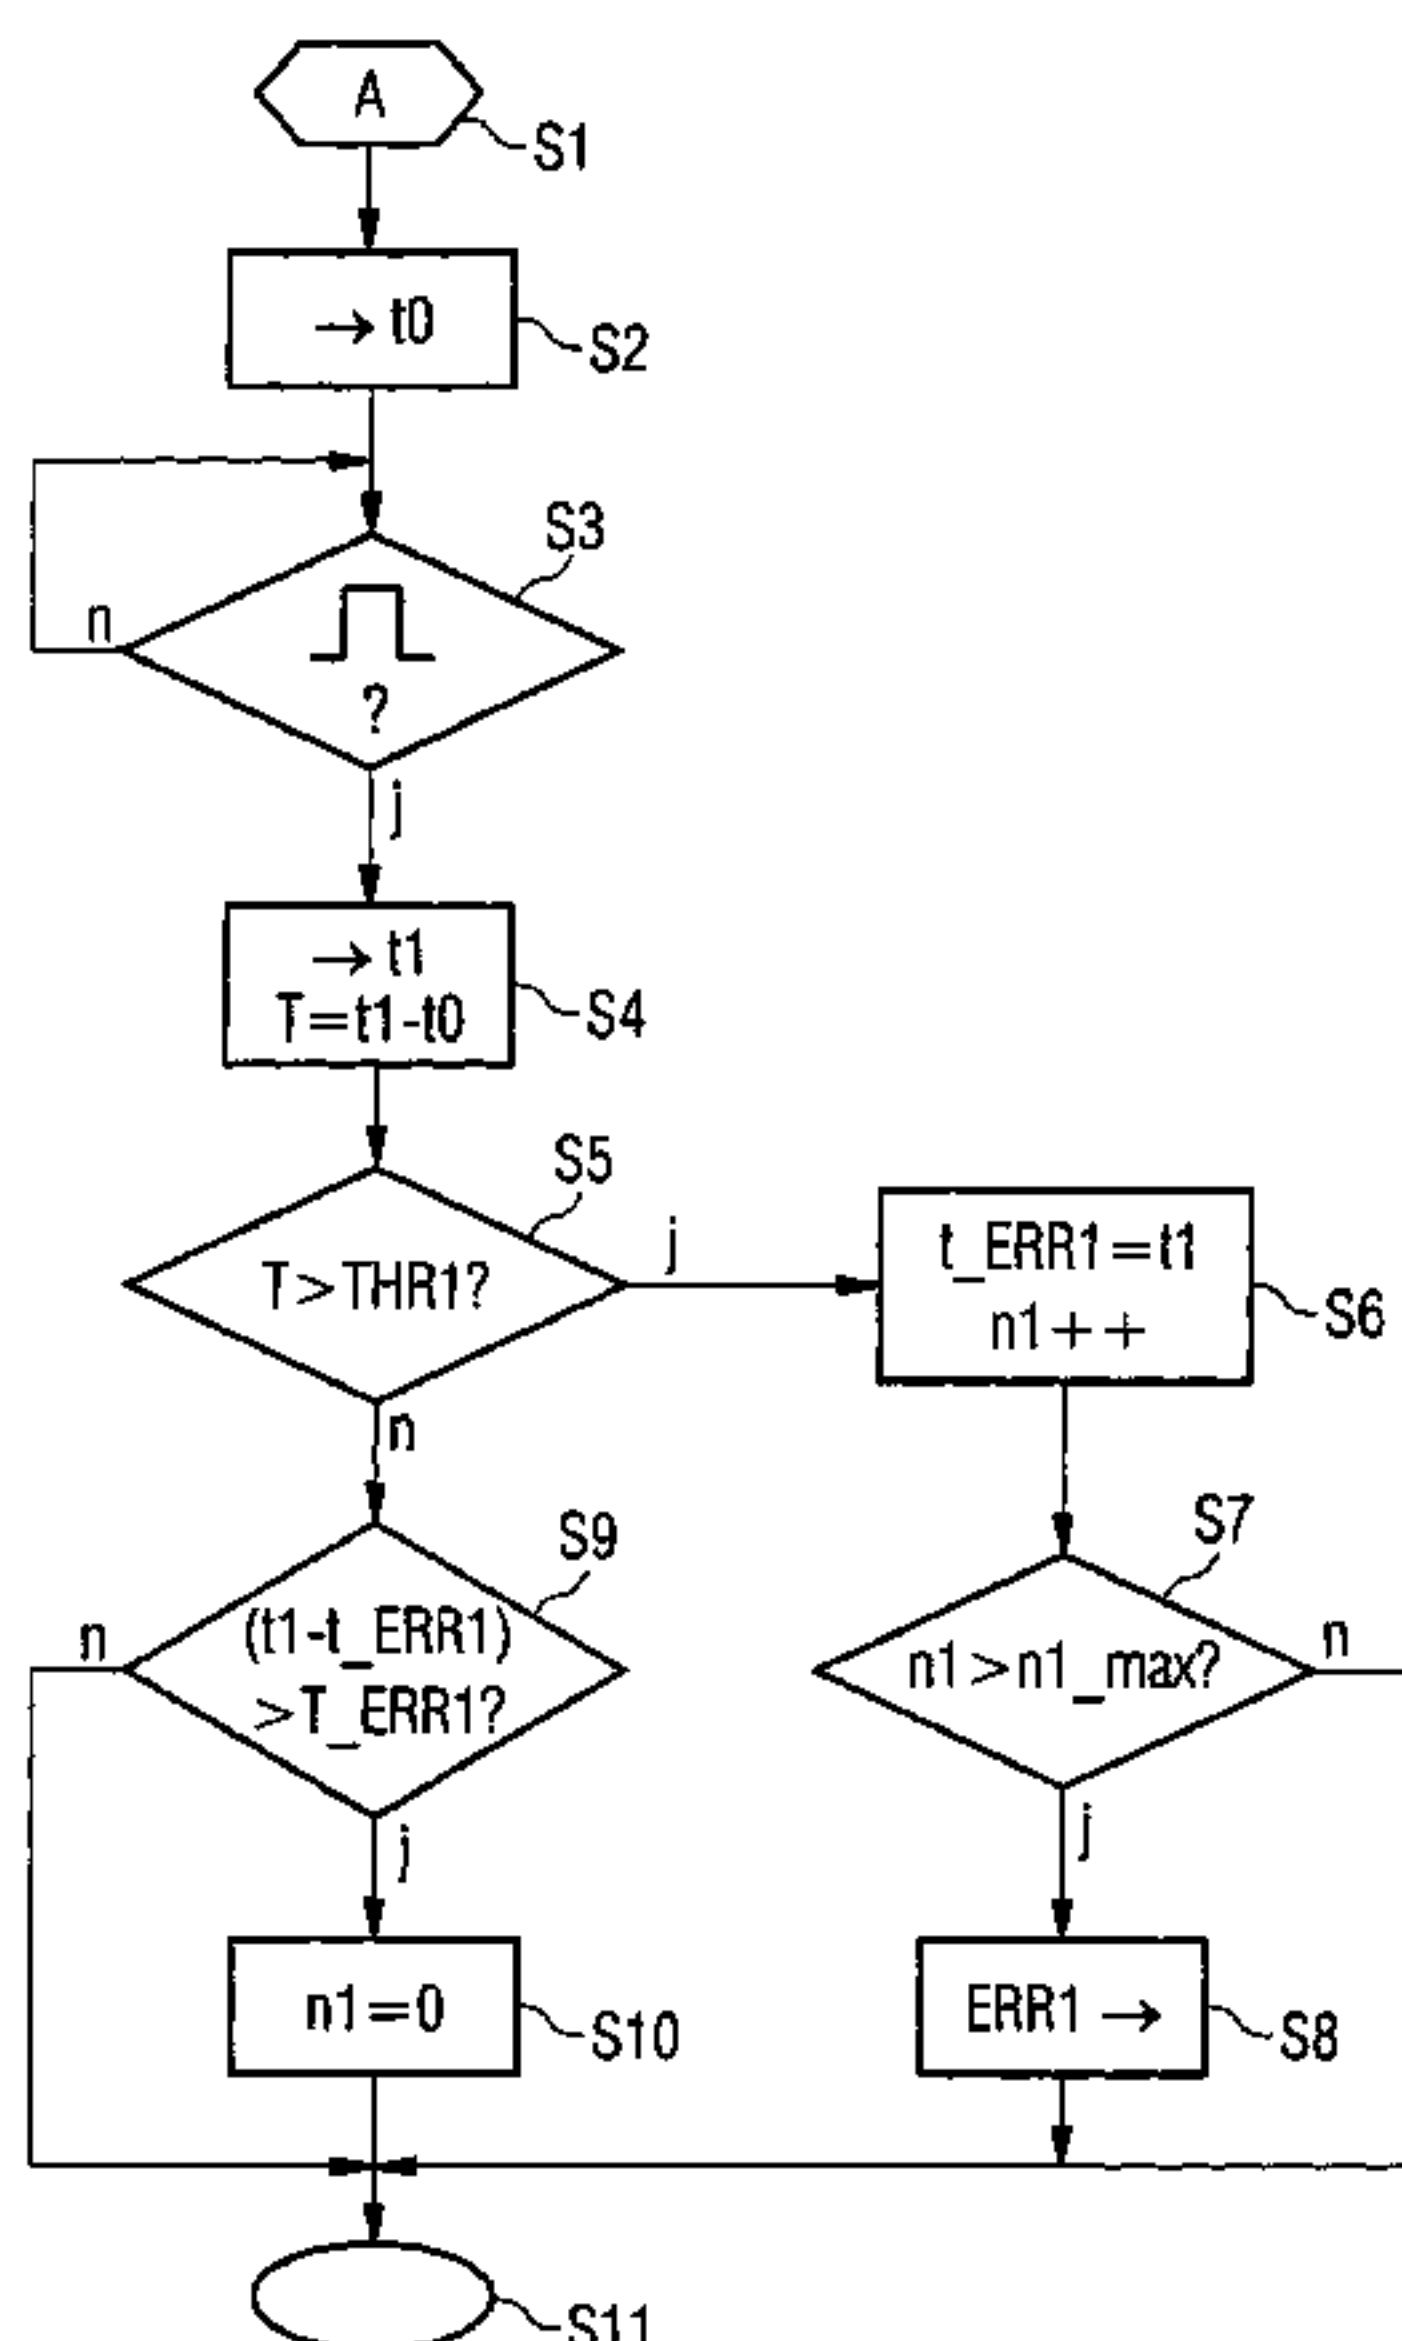 A
S1
→ t0
S2
S3
n
?
j
→ t1
T=t1-t0
S4
S5
T>THR1?
j
t_ERR1=t1
n1++
S6
n
S9
S7
n
(t1-t_ERR1)
>T_ERR1?
n1>n1_max?
n
j
j
n1=0
S10
ERR1 →
S8
S11